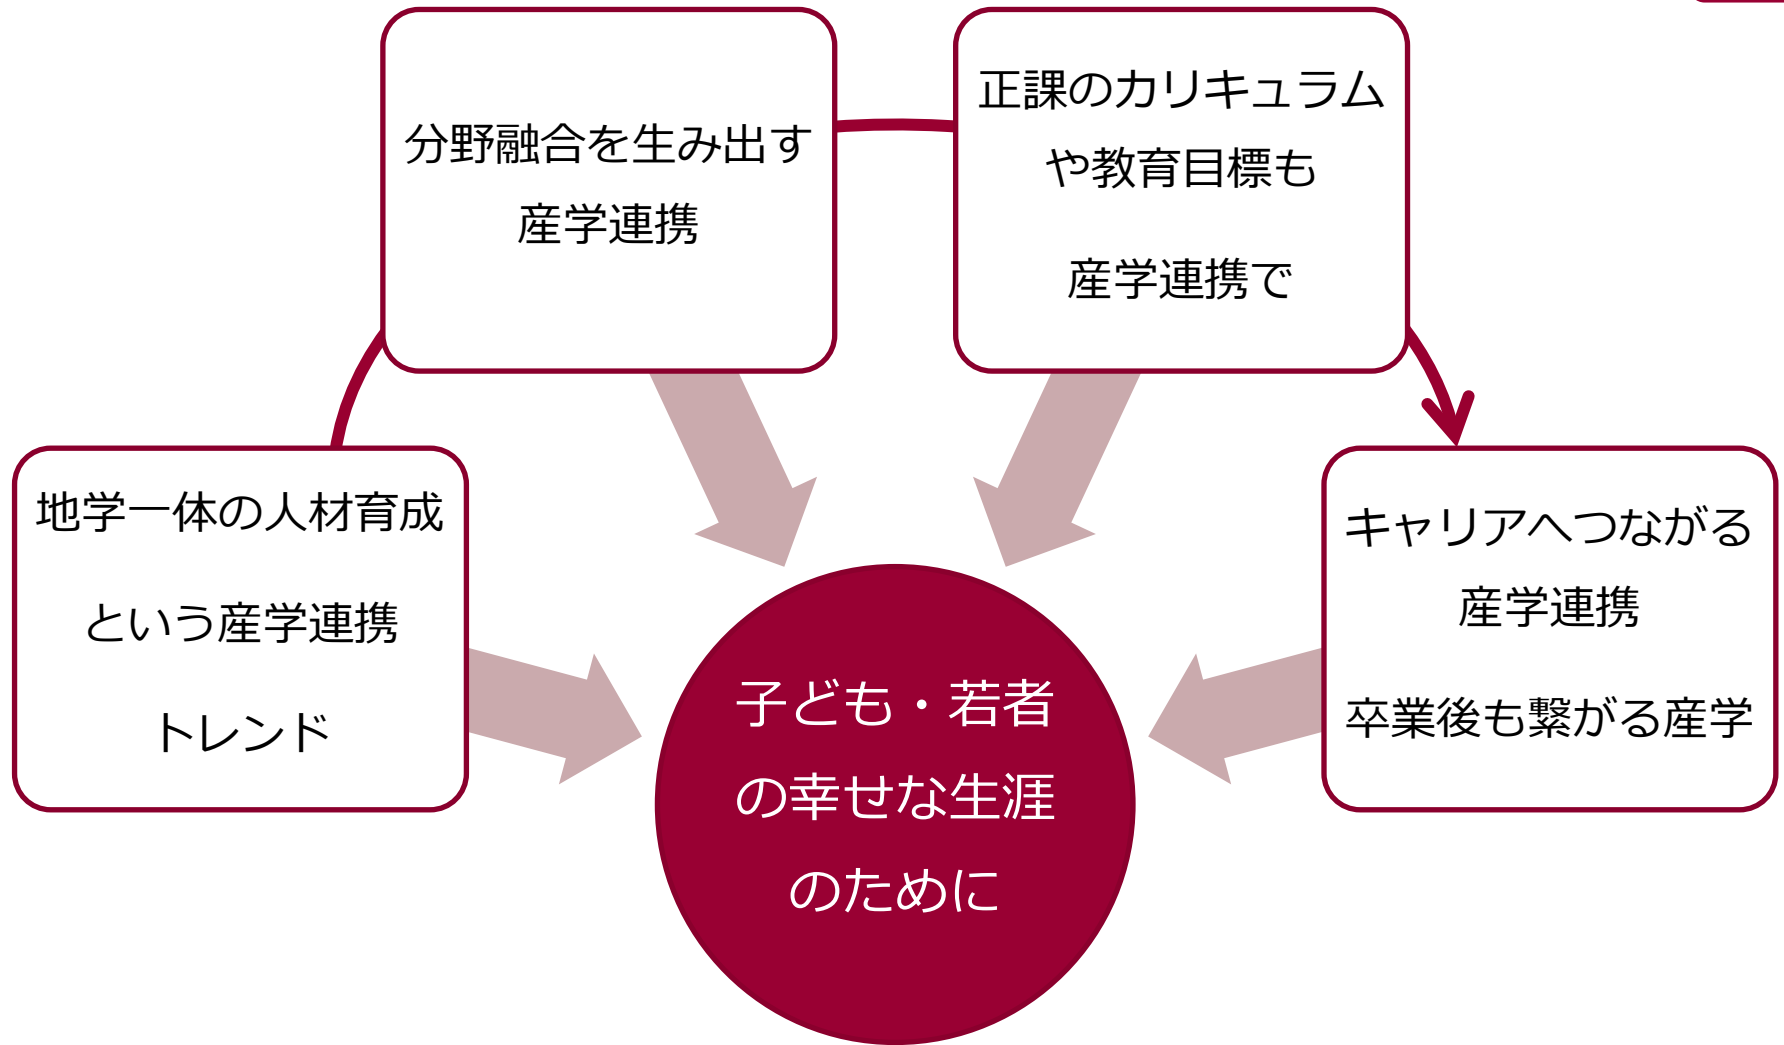 分野融合を生み出す
産学連携
正課のカリキュラム
や教育目標も
産学連携で
地学一体の人材育成
という産学連携
トレンド
キャリアへつながる
産学連携
卒業後も繋がる産学
子ども・若者
の幸せな生涯
のために